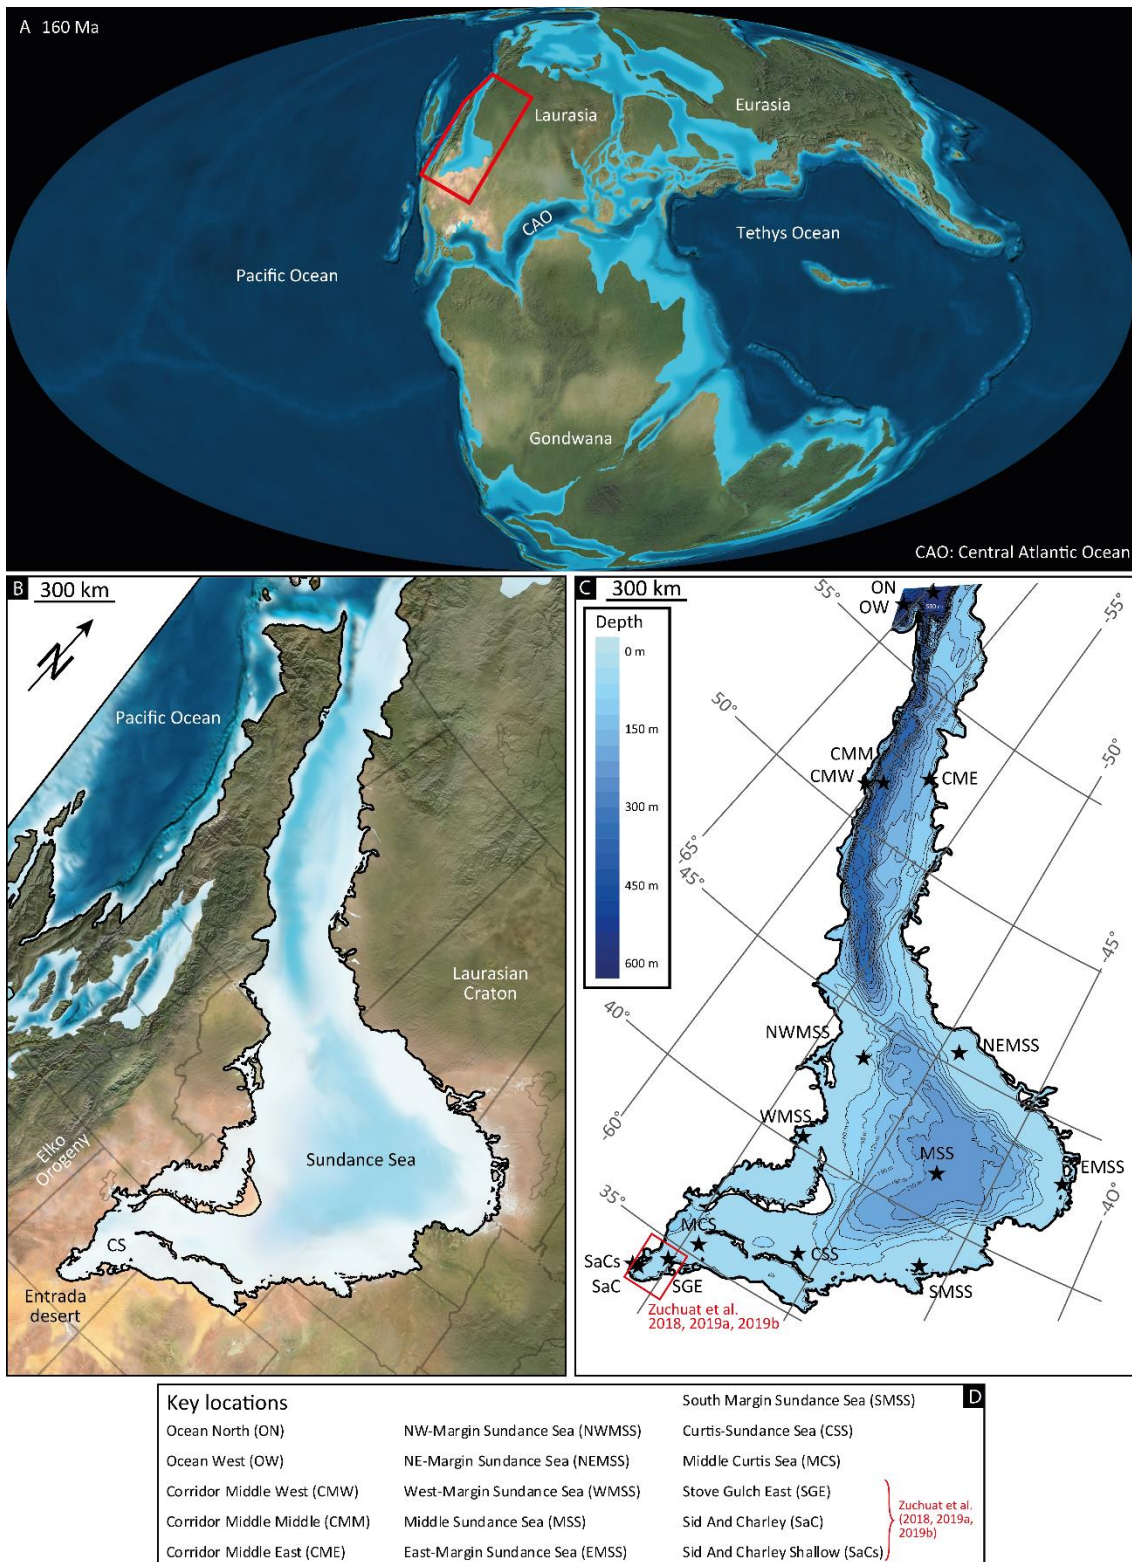 A 160 Ma
Laurasia
Eurasia
CAO
Tethys Ocean
Pacific Ocean
Gondwana
CAO: Central Atlantic Ocean
B
300 km
N
Pacific Ocean
Laurasian
Craton
Elko
Orogeny
Sundance Sea
CS
Entrada
desert
C
300 km
Depth
0 m
150 m
300 m
450 m
600 m
ON
OW
55°
-55°
50°
-50°
CMM
CMW
CME
-65°
45°
-45°
40°
NWMSS
NEMSS
WMSS
-60°
MSS
EMSS
-40°
35°
MCS
CSS
SaCs
SaC
SGE
SMSS
Zuchuat et al.
2018, 2019a, 2019b
D
Key locations
South Margin Sundance Sea (SMSS)
Ocean North (ON)
NW-Margin Sundance Sea (NWMSS)
Curtis-Sundance Sea (CSS)
Ocean West (OW)
NE-Margin Sundance Sea (NEMSS)
Middle Curtis Sea (MCS)
Corridor Middle West (CMW)
West-Margin Sundance Sea (WMSS)
Stove Gulch East (SGE)
Corridor Middle Middle (CMM)
Middle Sundance Sea (MSS)
Sid And Charley (SaC)
Corridor Middle East (CME)
East-Margin Sundance Sea (EMSS)
Sid And Charley Shallow (SaCs)
Zuchuat et al.
(2018, 2019a,
2019b)